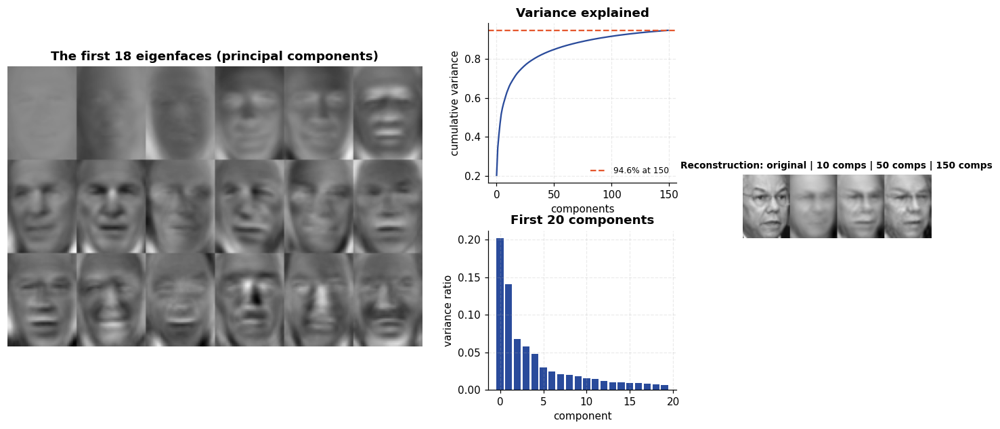 The first 18 eigenfaces (principal components)
Variance explained
cumulative variance
0.8
0.6
0.4
0.2
94.6% at 150
0
50
100
150
components
First 20 components
variance ratio
0.20
0.15
0.10
0.05
0.00
0
5
10
15
20
component
Reconstruction: original | 10 comps | 50 comps | 150 comps